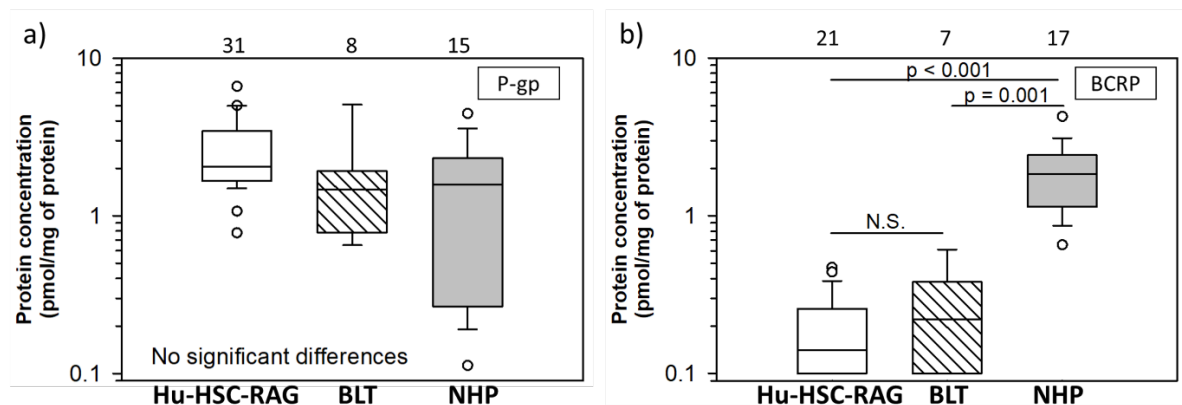 a)
31 8 15
10
P-gp
1
0.1
Protein concentration
(pmol/mg of protein)
No significant differences
Hu-HSC-RAG BLT NHP
b)
21 7 17
10
p < 0.001
BCRP
p = 0.001
1
N.S.
0.1
Protein concentration
(pmol/mg of protein)
Hu-HSC-RAG BLT NHP